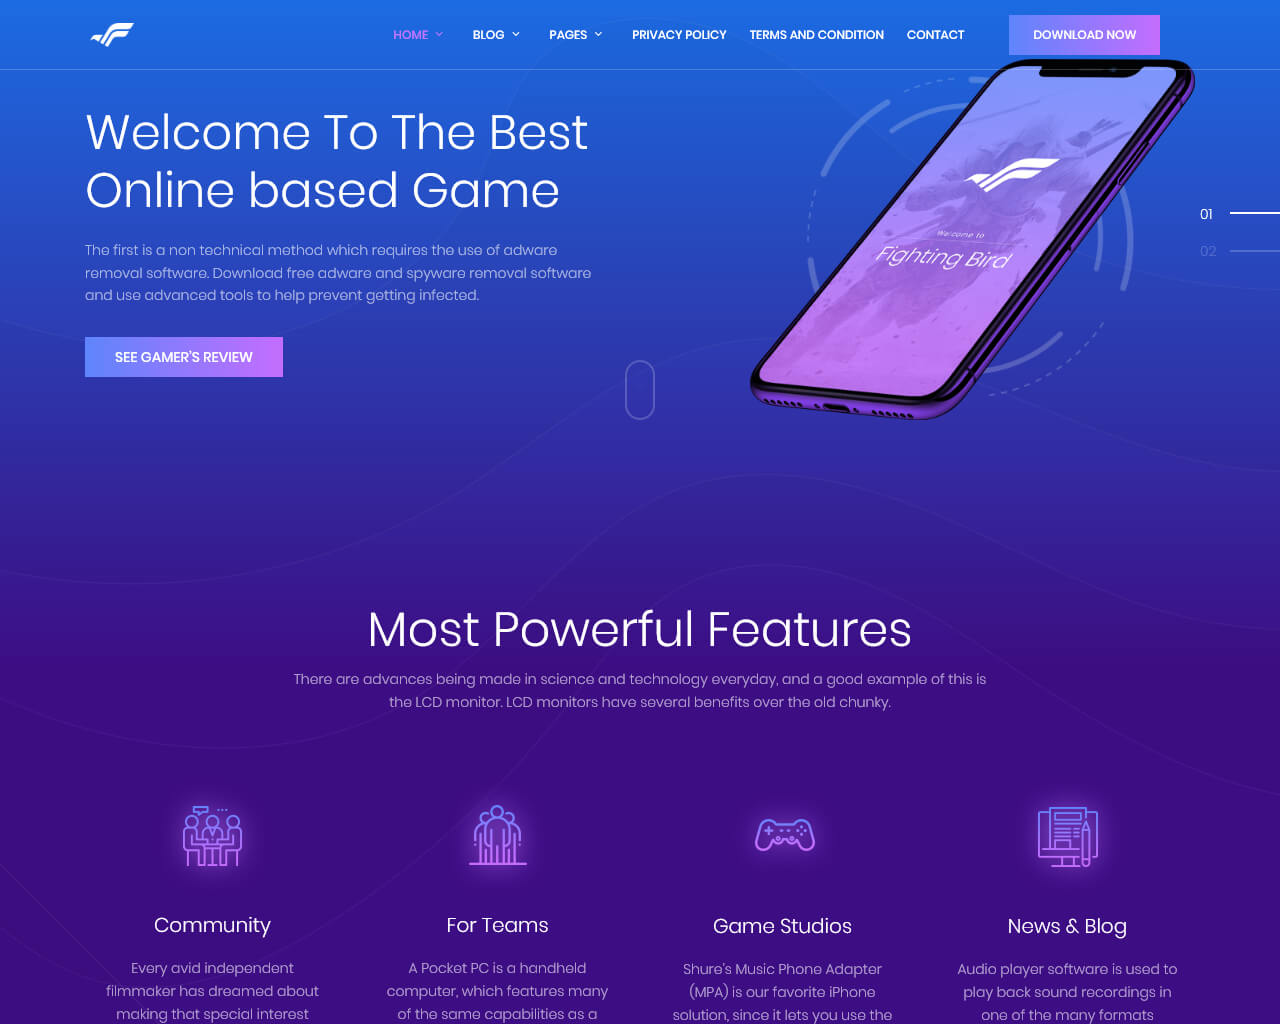 HOME BLOG PAGES PRIVACY POLICY TERMS AND CONDITION CONTACT DOWNLOAD NOW
Welcome To The Best
Online based Game
The first is a non technical method which requires the use of adware
removal software. Download free adware and spyware removal software
and use advanced tools to help prevent getting infected.
SEE GAMER'S REVIEW
Welcome to
Fighting Bird
01
02
Most Powerful Features
There are advances being made in science and technology everyday, and a good example of this is
the LCD monitor. LCD monitors have several benefits over the old chunky.
Community
Every avid independent
filmmaker has dreamed about
making that special interest
For Teams
A Pocket PC is a handheld
computer, which features many
of the same capabilities as a
Game Studios
Shure's Music Phone Adapter
(MPA) is our favorite iPhone
solution, since it lets you use the
News & Blog
Audio player software is used to
play back sound recordings in
one of the many formats